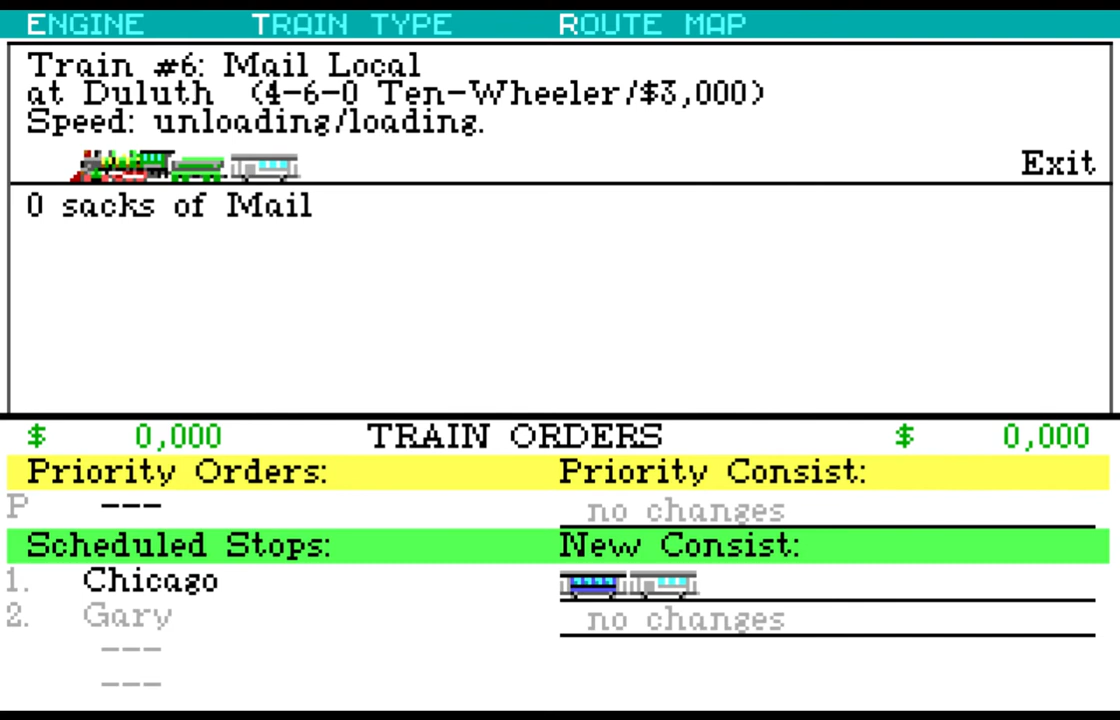 ENGINE TRAIN TYPE ROUTE MAP
Train #6: Mail Local
at Duluth (4-6-0 Ten-Wheeler/$3,000)
Speed: unloading/loading.
Exit
0 sacks of Mail
$ 0,000 TRAIN ORDERS $ 0,000
Priority Orders: Priority Consist:
P --- no changes
Scheduled Stops: New Consist:
1. Chicago
2. Gary no changes
---
---